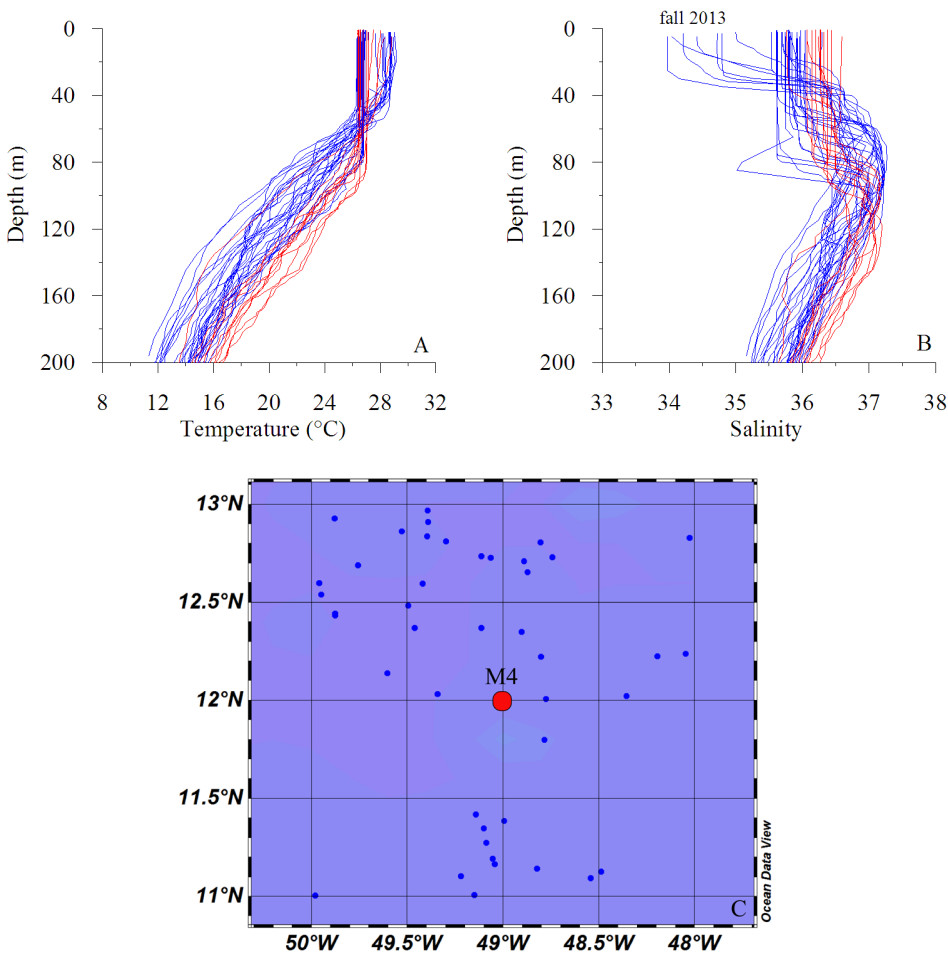 fall 2013
0
40
80
120
160
200
Depth (m)
A
8 12 16 20 24 28 32
Temperature (°C)
0
40
80
120
160
200
Depth (m)
B
33 34 35 36 37 38
Salinity
13°N
12.5°N
12°N
11.5°N
11°N
M4
C
Ocean Data View
50°W 49.5°W 49°W 48.5°W 48°W